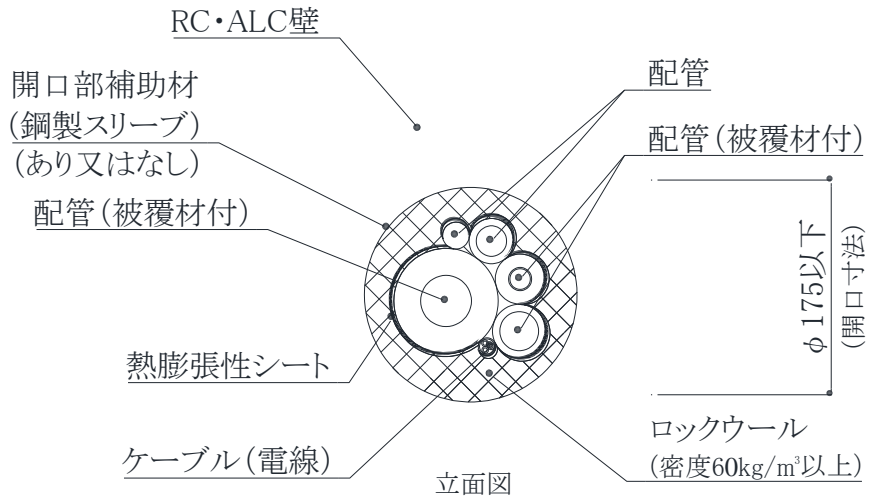 RC・ALC壁
開口部補助材
(鋼製スリーブ)
(あり又はなし)
配管(被覆材付)
熱膨張性シート
ケーブル(電線)
配管
配管(被覆材付)
φ175以下
(開口寸法)
ロックウール
(密度60kg/m³以上)
立面図